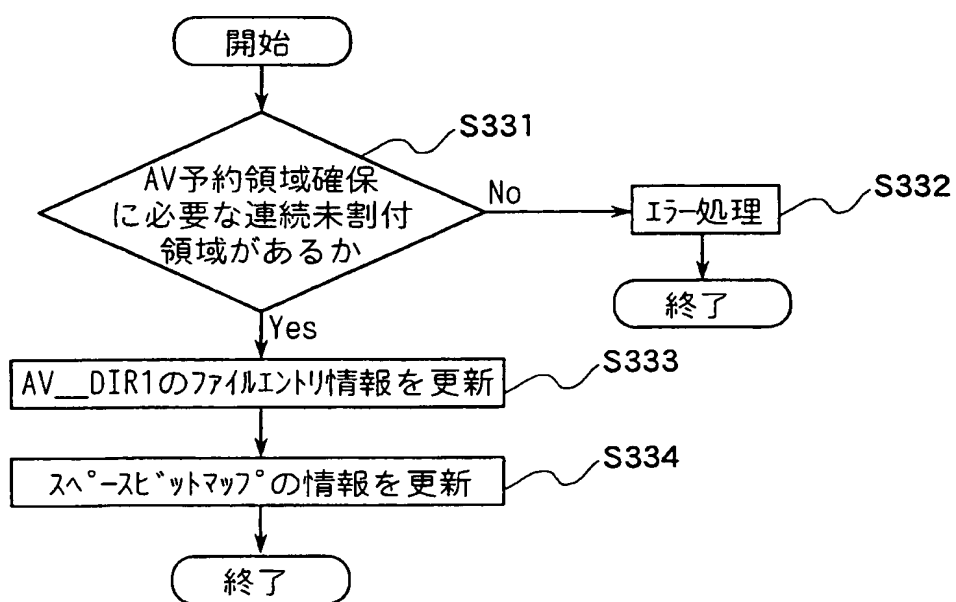 開始
S331
AV予約領域確保
に必要な連続未割付
領域があるか
No
S332
ｴﾗｰ処理
終了
Yes
S333
AV__DIR1のﾌｧｲﾙｴﾝﾄﾘ情報を更新
S334
ｽﾍﾟｰｽﾋﾞｯﾄﾏｯﾌﾟの情報を更新
終了